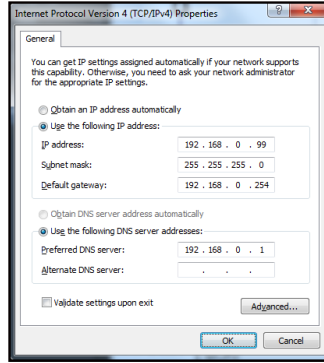 Internet Protocol Version 4 (TCP/IPv4) Properties
General
You can get IP settings assigned automatically if your network supports
this capability. Otherwise, you need to ask your network administrator
for the appropriate IP settings.
Obtain an IP address automatically
Use the following IP address:
IP address: 192 . 168 . 0 . 99
Subnet mask: 255 . 255 . 255 . 0
Default gateway: 192 . 168 . 0 . 254
Obtain DNS server address automatically
Use the following DNS server addresses:
Preferred DNS server: 192 . 168 . 0 . 1
Alternate DNS server: . . .
Validate settings upon exit
Advanced...
OK Cancel